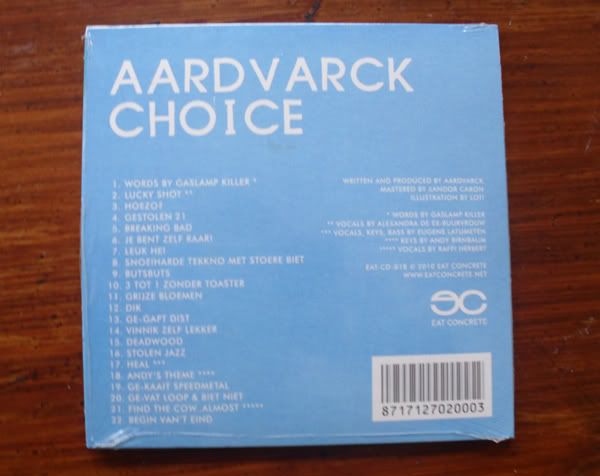 AARDVARCK
CHOICE
1. WORDS BY GASLAMP KILLER *
2. LUCKY SHOT **
3. HOEZO?
4. GESTOLEN 21
5. BREAKING BAD
6. JE BENT ZELF RAAR!
7. LEUK HE!
8. SNOEIHARDE TEKKNO MET STOERE BIET
9. BUTSBUTS
10. 3 TOT 1 ZONDER TOASTER
11. GRIJZE BLOEMEN
12. DIK
13. GE-GAPT DIST
14. VINNIK ZELF LEKKER
15. DEADWOOD
16. STOLEN JAZZ
17. HEAL ***
18. ANDY'S THEME ****
19. GE-KAAIT SPEEDMETAL
20. GE-VAT LOOP & BIET NIET
21. FIND THE COW..ALMOST *****
22. BEGIN VAN'T EIND
WRITTEN AND PRODUCED BY AARDVARCK
MASTERED BY SANDOR CARON
ILLUSTRATION BY LOTI
* WORDS BY GASLAMP KILLER
** VOCALS BY ALEXANDRA DE EX-BUURVROUW
*** VOCALS, KEYS, BASS BY EUGENE LATUMETEN
**** KEYS BY ANDY BIRNBAUM
***** VOCALS BY RAFFI HERBERT
EAT-CD-018 © 2010 EAT CONCRETE
WWW.EATCONCRETE.NET
EC
EAT CONCRETE
8717127020003